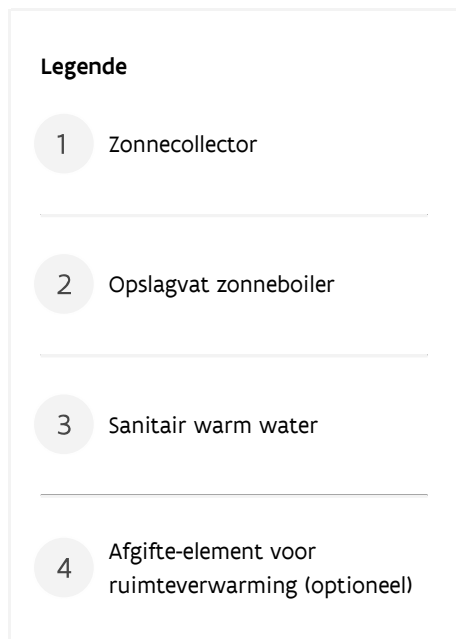 Legende
1 Zonnecollector
2 Opslagvat zonneboiler
3 Sanitair warm water
4 Afgifte-element voor
ruimteverwarming (optioneel)